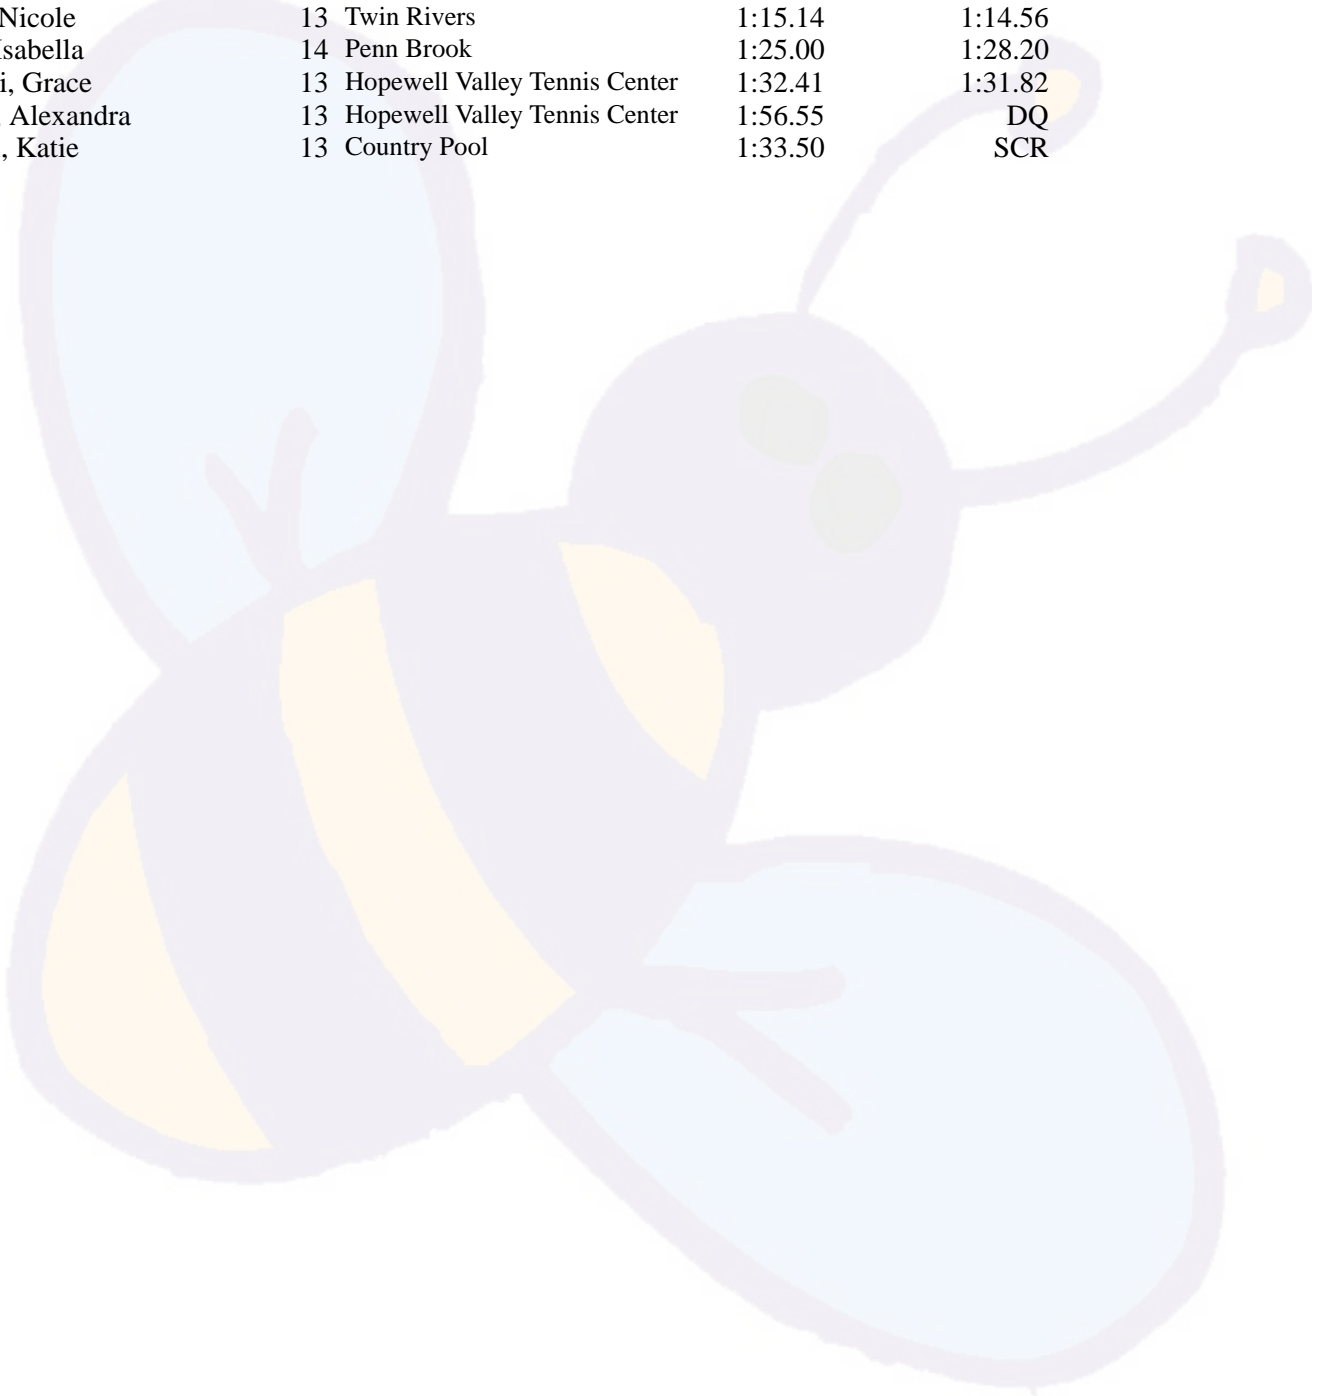 Nicole 13 Twin Rivers 1:15.14 1:14.56
Isabella 14 Penn Brook 1:25.00 1:28.20
i, Grace 13 Hopewell Valley Tennis Center 1:32.41 1:31.82
, Alexandra 13 Hopewell Valley Tennis Center 1:56.55 DQ
, Katie 13 Country Pool 1:33.50 SCR